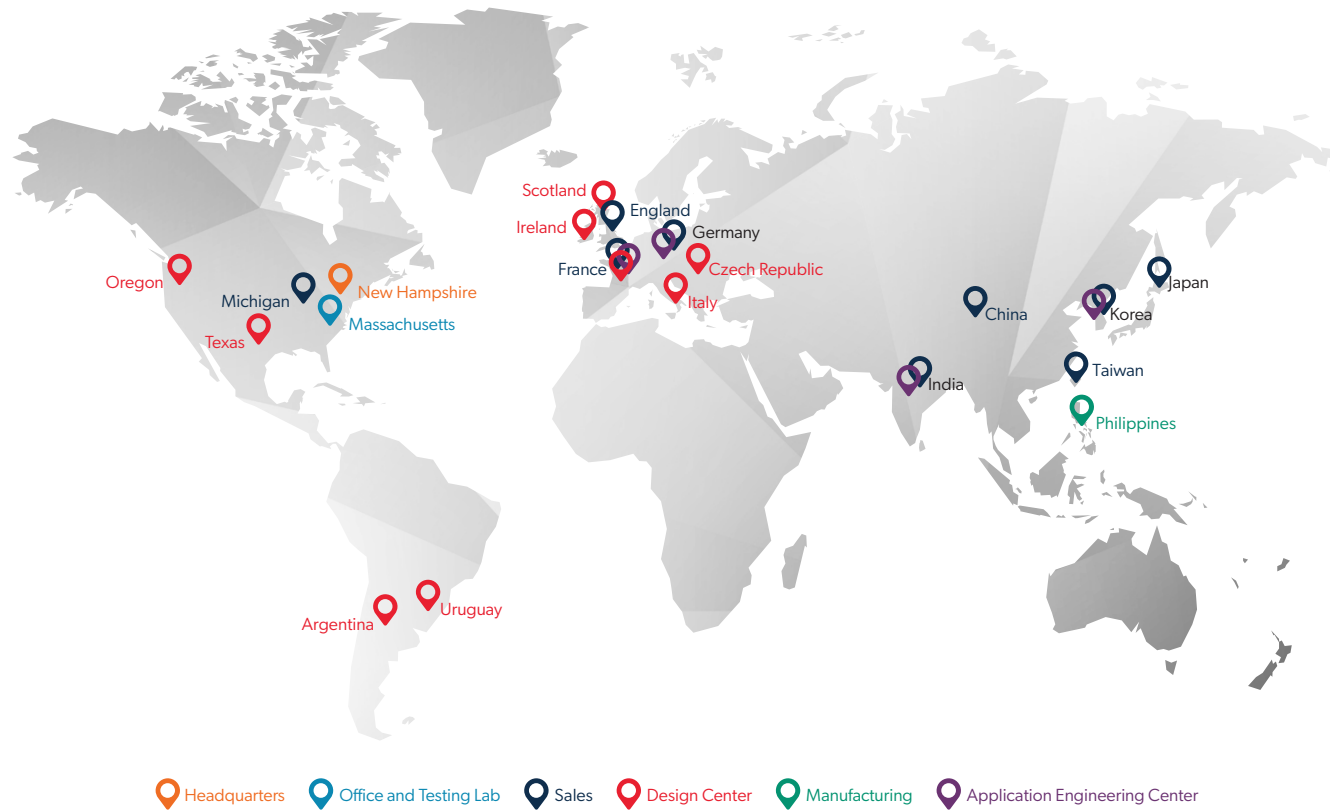 Scotland
England
Ireland
Germany
France
Czech Republic
Italy
Oregon
Michigan
New Hampshire
Massachusetts
Texas
China
Japan
Korea
India
Taiwan
Philippines
Uruguay
Argentina
Headquarters
Office and Testing Lab
Sales
Design Center
Manufacturing
Application Engineering Center